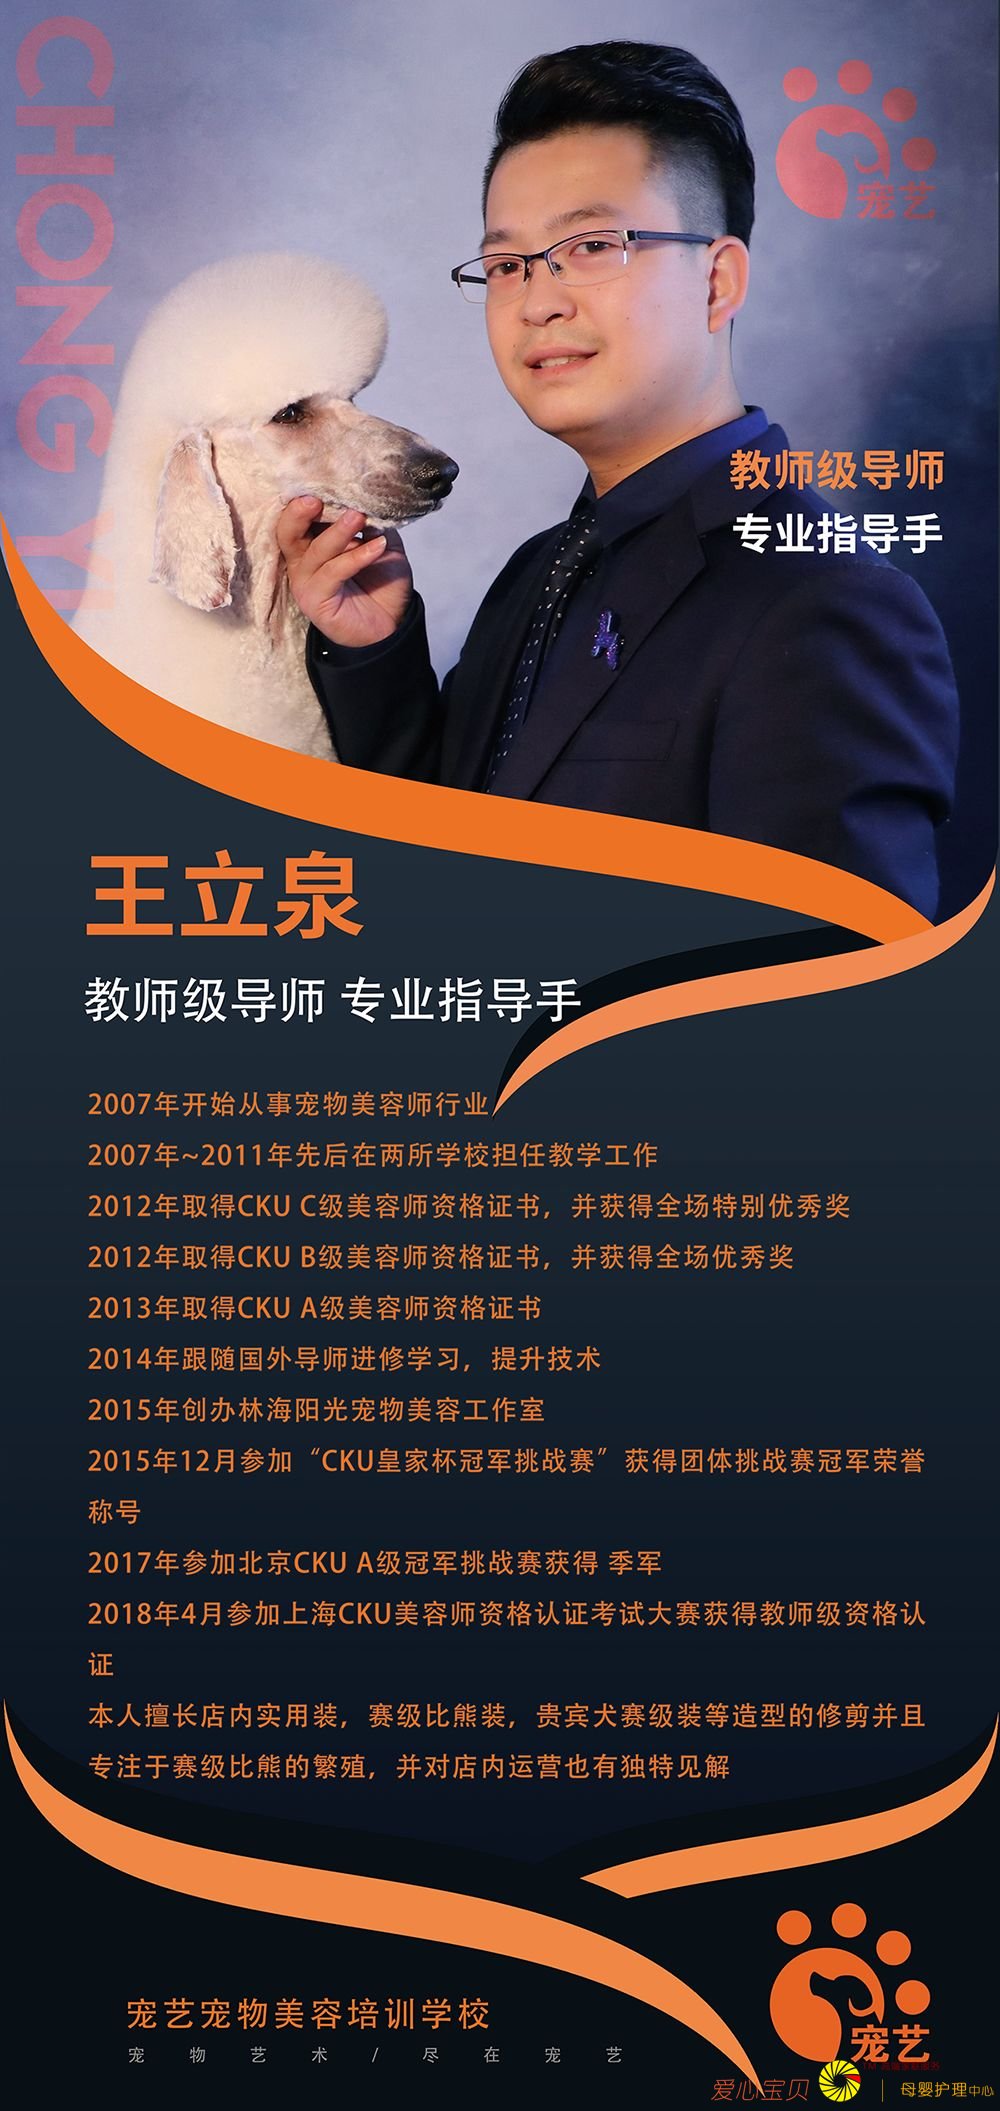 CHONG YI
宠艺
教师级导师
专业指导手
王立泉
教师级导师 专业指导手
2007年开始从事宠物美容师行业
2007年~2011年先后在两所学校担任教学工作
2012年取得CKU C级美容师资格证书，并获得全场特别优秀奖
2012年取得CKU B级美容师资格证书，并获得全场优秀奖
2013年取得CKU A级美容师资格证书
2014年跟随国外导师进修学习，提升技术
2015年创办林海阳光宠物美容工作室
2015年12月参加“CKU皇家杯冠军挑战赛”获得团体挑战赛冠军荣誉
称号
2017年参加北京CKU A级冠军挑战赛获得 季军
2018年4月参加上海CKU美容师资格认证考试大赛获得教师级资格认
证
本人擅长店内实用装，赛级比熊装，贵宾犬赛级装等造型的修剪并且
专注于赛级比熊的繁殖，并对店内运营也有独特见解
宠艺宠物美容培训学校
宠物艺术/尽在宠艺
宠艺
爱心宝贝 | 母婴护理中心